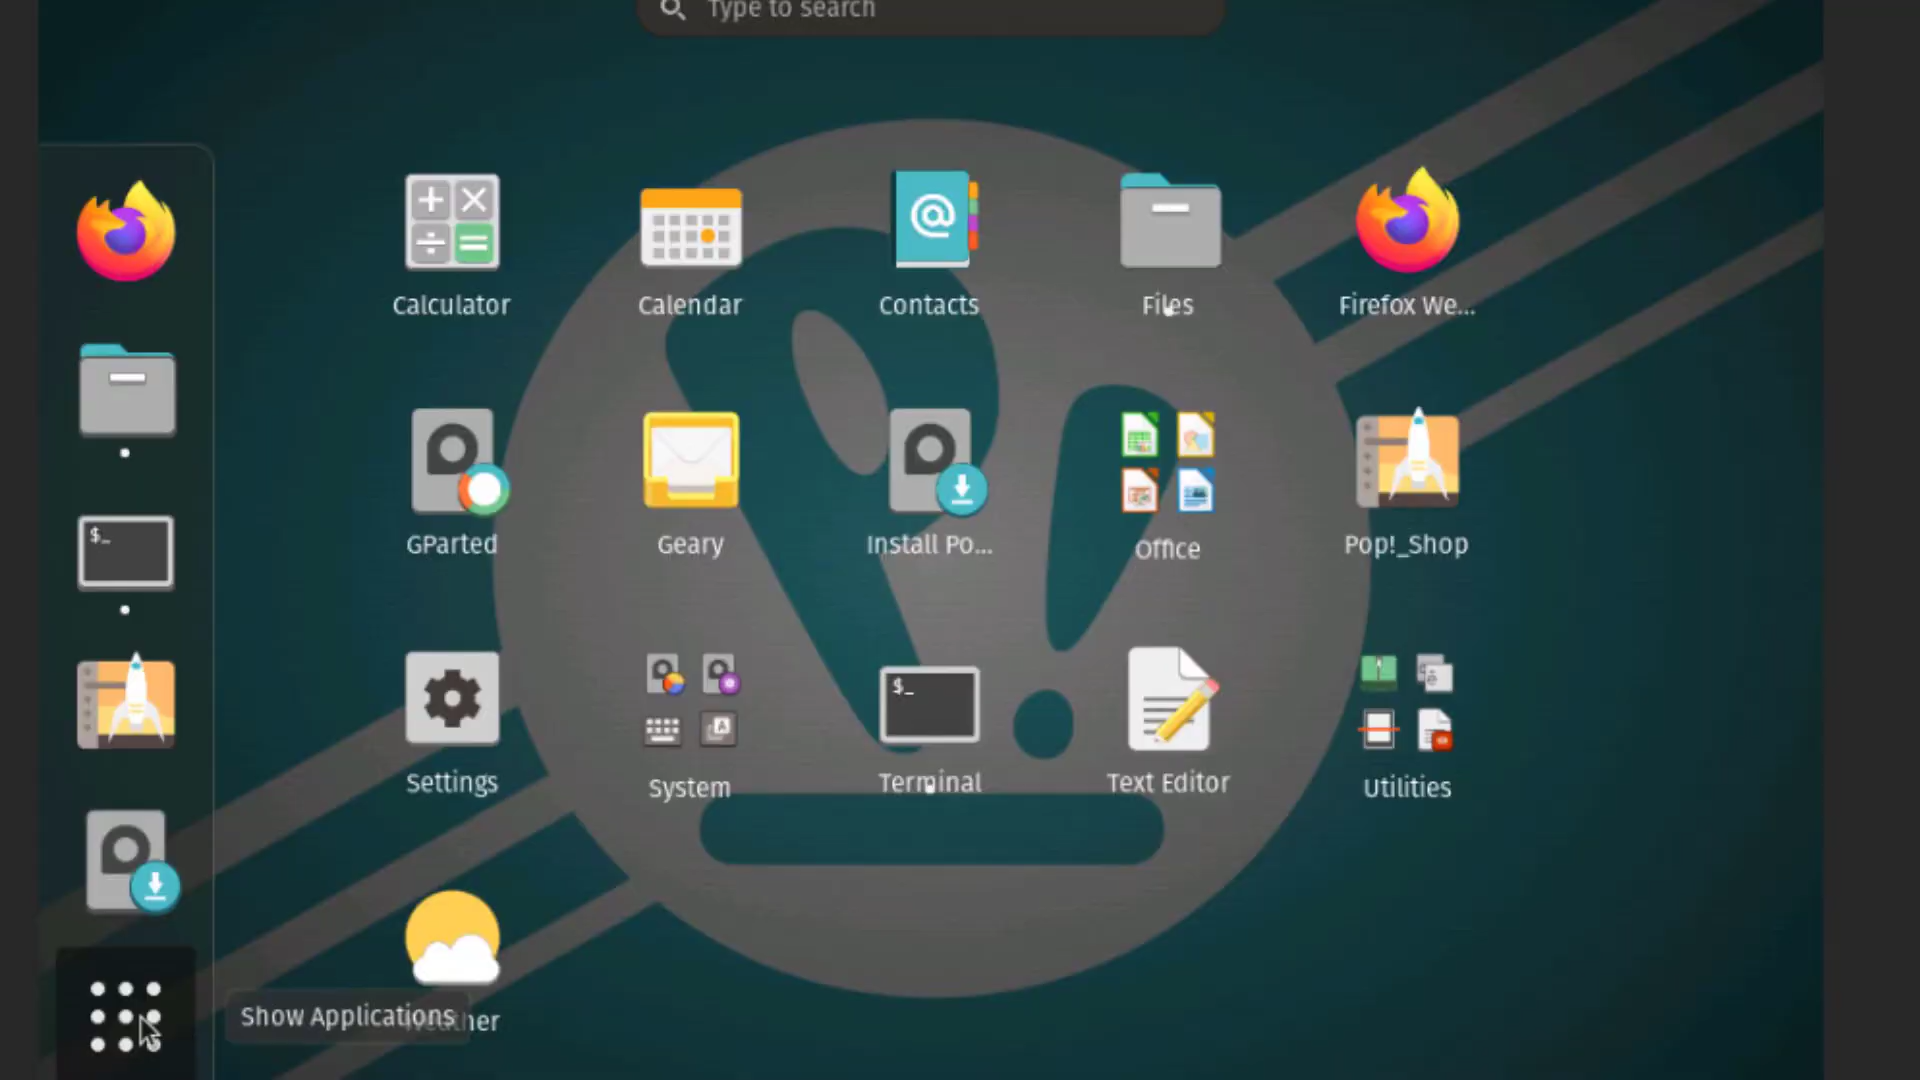 Type to search
Calculator
Calendar
Contacts
Files
Firefox We...
GParted
Geary
Install Po...
Office
Pop!_Shop
$_
Settings
System
$_
Terminal
Text Editor
Utilities
Show Applications